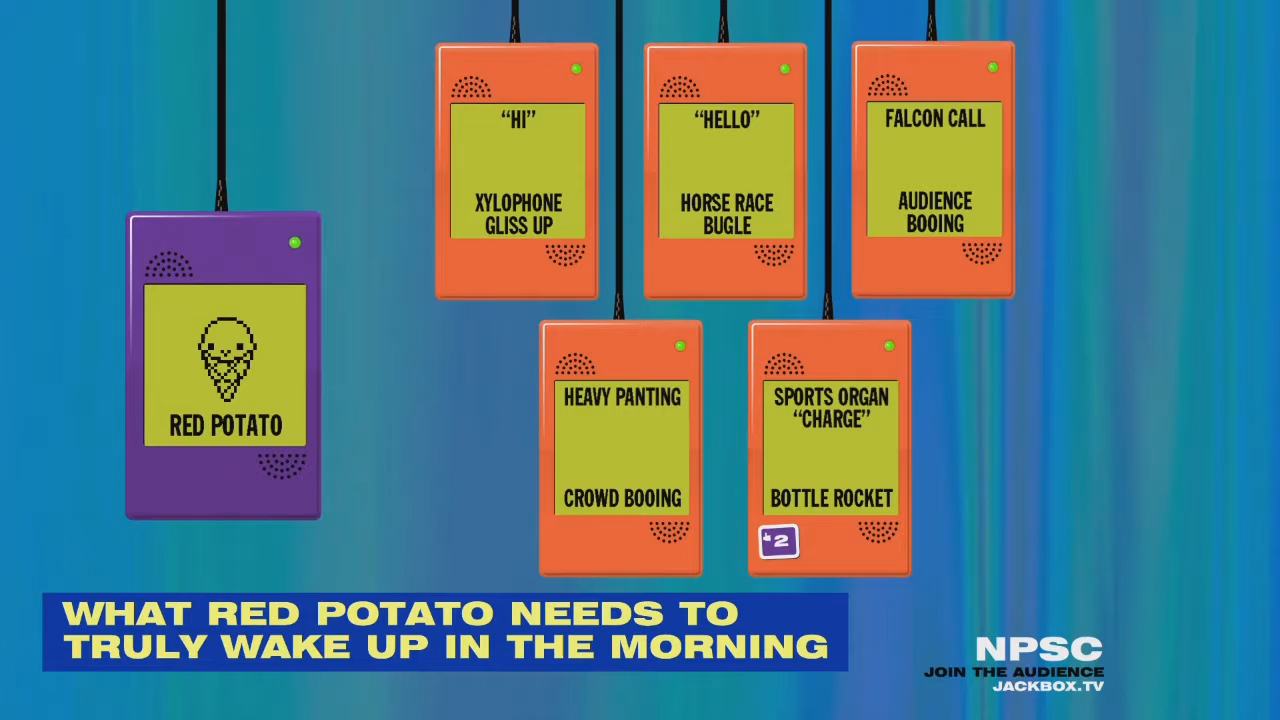 “HI”
XYLOPHONE
GLISS UP
“HELLO”
HORSE RACE
BUGLE
FALCON CALL
AUDIENCE
BOOING
RED POTATO
HEAVY PANTING
CROWD BOOING
SPORTS ORGAN
“CHARGE”
BOTTLE ROCKET
2
WHAT RED POTATO NEEDS TO
TRULY WAKE UP IN THE MORNING
NPSC
JOIN THE AUDIENCE
JACKBOX.TV